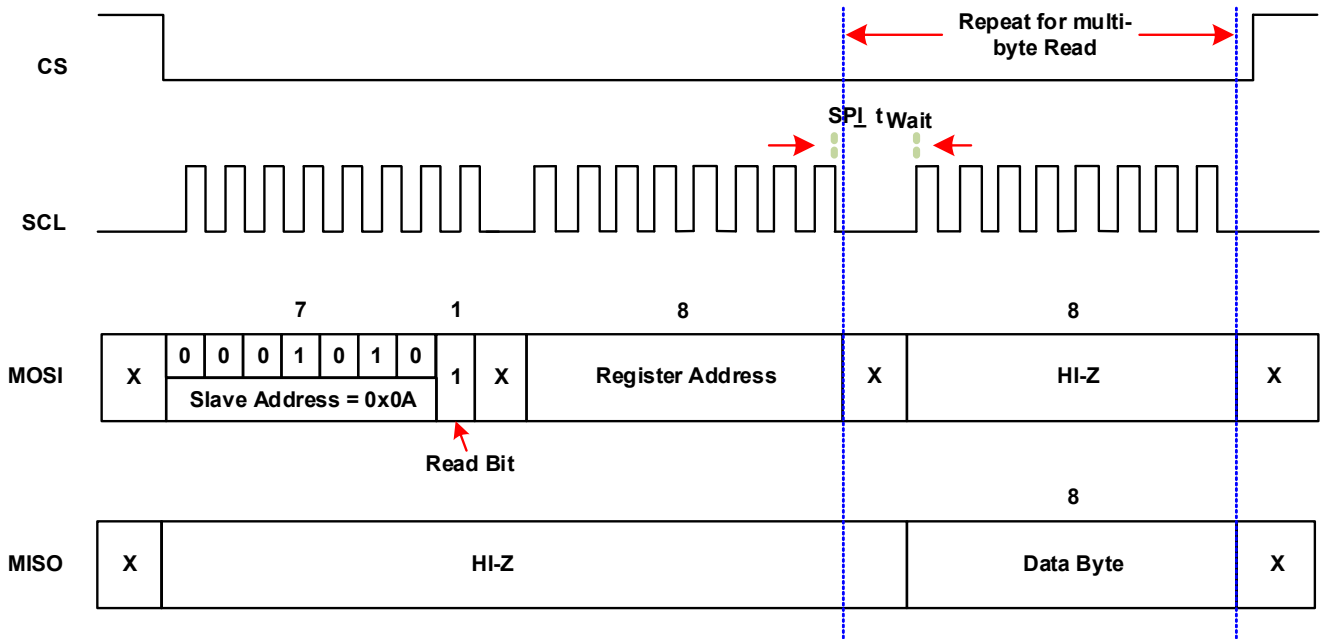 Repeat for multi-
byte Read
CS
SPI_ tWait
SCL
7 1 8 8
MOSI X 0 0 0 1 0 1 0 1 X Register Address X HI-Z X
Slave Address = 0x0A
Read Bit
8
MISO X HI-Z Data Byte X